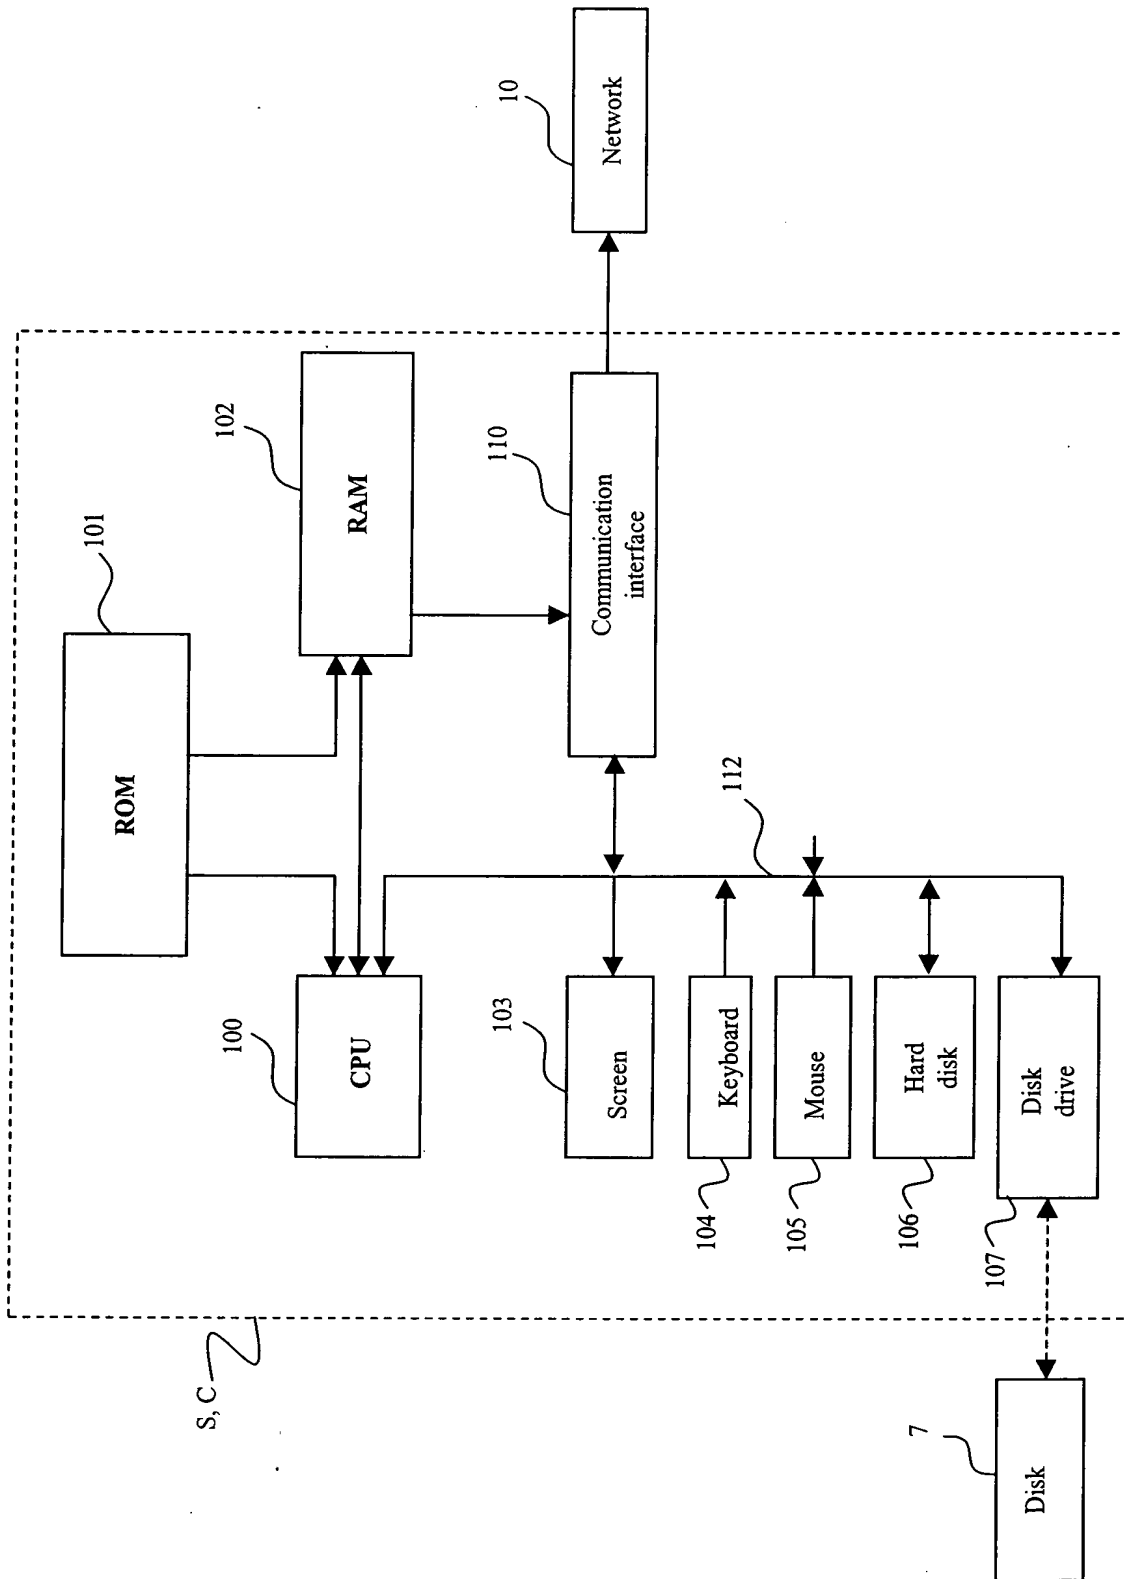 S, C
ROM
101
RAM
102
CPU
100
Communication
interface
110
Network
10
112
Screen
103
Keyboard
104
Mouse
105
Hard
disk
106
Disk
drive
107
Disk
7